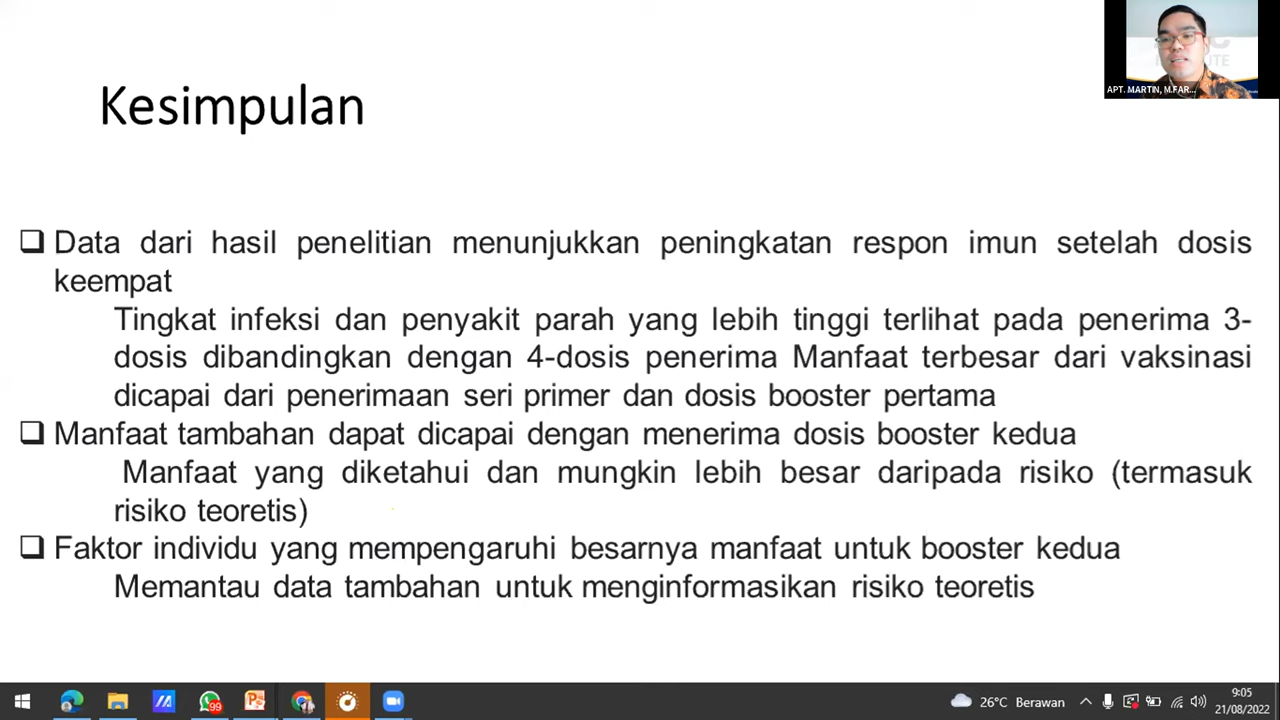 Kesimpulan
APT. MARTIN, M.FAR...
❑ Data dari hasil penelitian menunjukkan peningkatan respon imun setelah dosis
keempat
Tingkat infeksi dan penyakit parah yang lebih tinggi terlihat pada penerima 3-
dosis dibandingkan dengan 4-dosis penerima Manfaat terbesar dari vaksinasi
dicapai dari penerimaan seri primer dan dosis booster pertama
❑ Manfaat tambahan dapat dicapai dengan menerima dosis booster kedua
Manfaat yang diketahui dan mungkin lebih besar daripada risiko (termasuk
risiko teoretis)
❑ Faktor individu yang mempengaruhi besarnya manfaat untuk booster kedua
Memantau data tambahan untuk menginformasikan risiko teoretis
99
26°C Berawan
9:05
21/08/2022